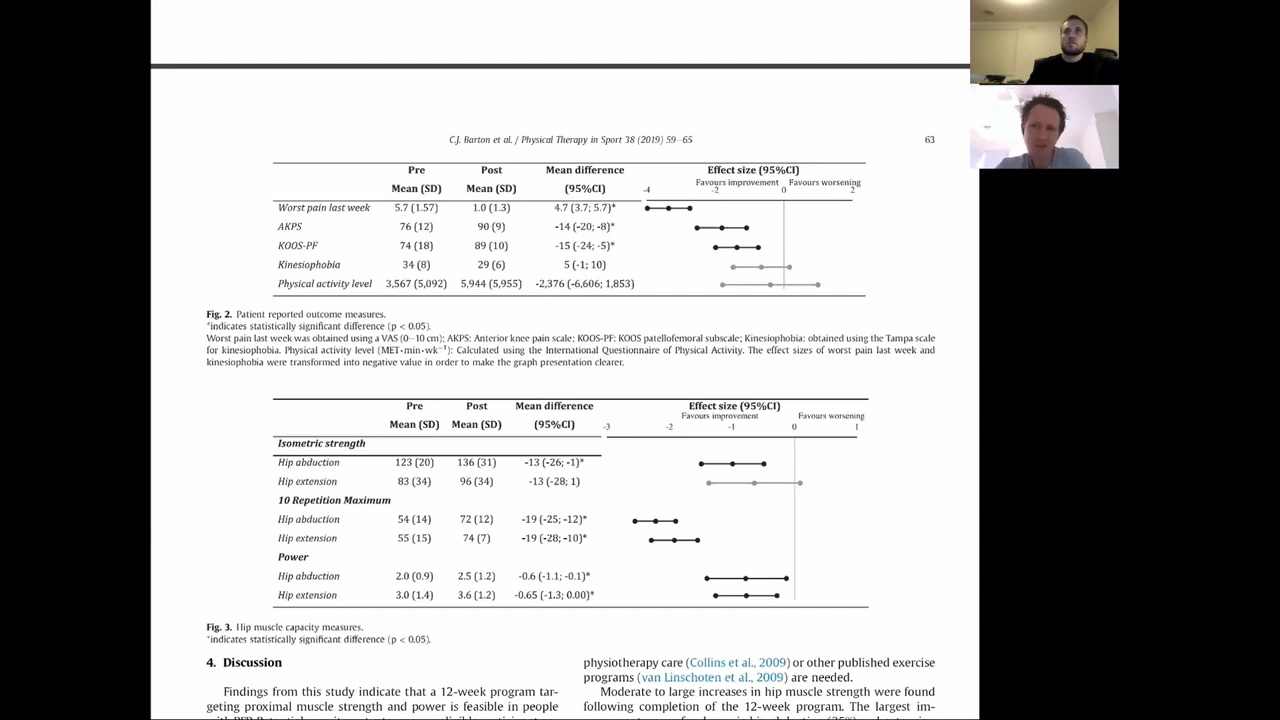 C.J. Barton et al. / Physical Therapy in Sport 38 (2019) 59–65 63
Pre Post Mean difference Effect size (95%CI)
Favours improvement Favours worsening
Mean (SD) Mean (SD) (95%CI) -4 -2 0 2
Worst pain last week 5.7 (1.57) 1.0 (1.3) 4.7 (3.7; 5.7)*
AKPS 76 (12) 90 (9) -14 (-20; -8)*
KOOS-PF 74 (18) 89 (10) -15 (-24; -5)*
Kinesiophobia 34 (8) 29 (6) 5 (-1; 10)
Physical activity level 3,567 (5,092) 5,944 (5,955) -2,376 (-6,606; 1,853)
Fig. 2. Patient reported outcome measures.
*indicates statistically significant difference (p < 0.05).
Worst pain last week was obtained using a VAS (0–10 cm); AKPS: Anterior knee pain scale; KOOS-PF: KOOS patellofemoral subscale; Kinesiophobia: obtained using the Tampa scale
for kinesiophobia. Physical activity level (MET·min·wk⁻¹): Calculated using the International Questionnaire of Physical Activity. The effect sizes of worst pain last week and
kinesiophobia were transformed into negative value in order to make the graph presentation clearer.
Pre Post Mean difference Effect size (95%CI)
Favours improvement Favours worsening
Mean (SD) Mean (SD) (95%CI) -3 -2 -1 0 1
Isometric strength
Hip abduction 123 (20) 136 (31) -13 (-26; -1)*
Hip extension 83 (34) 96 (34) -13 (-28; 1)
10 Repetition Maximum
Hip abduction 54 (14) 72 (12) -19 (-25; -12)*
Hip extension 55 (15) 74 (7) -19 (-28; -10)*
Power
Hip abduction 2.0 (0.9) 2.5 (1.2) -0.6 (-1.1; -0.1)*
Hip extension 3.0 (1.4) 3.6 (1.2) -0.65 (-1.3; 0.00)*
Fig. 3. Hip muscle capacity measures.
*indicates statistically significant difference (p < 0.05).
4. Discussion
Findings from this study indicate that a 12-week program tar-
geting proximal muscle strength and power is feasible in people
physiotherapy care (Collins et al., 2009) or other published exercise
programs (van Linschoten et al., 2009) are needed.
Moderate to large increases in hip muscle strength were found
following completion of the 12-week program. The largest im-